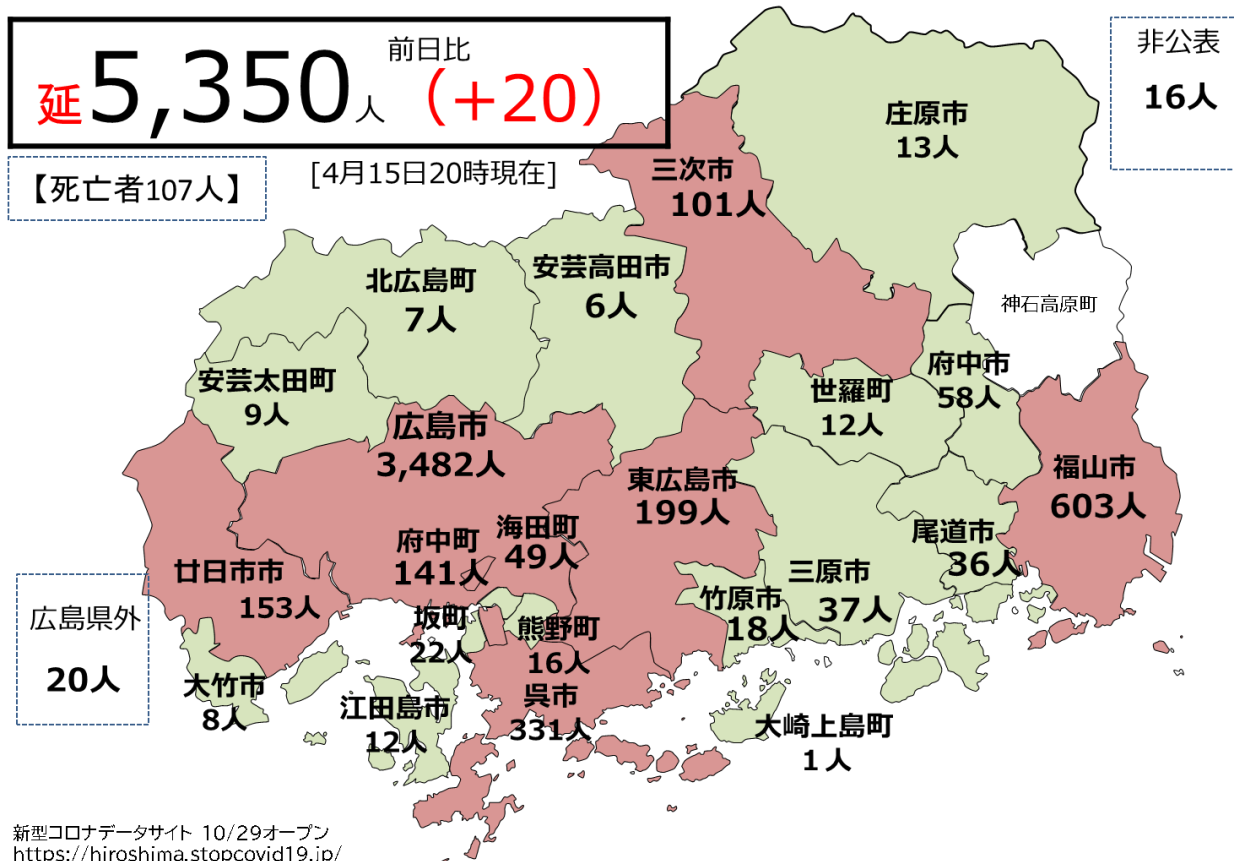 延5,350人 前日比 （+20）
【死亡者107人】
[4月15日20時現在]
非公表
16人
庄原市
13人
三次市
101人
安芸高田市
6人
北広島町
7人
神石高原町
安芸太田町
9人
府中市
58人
世羅町
12人
広島市
3,482人
東広島市
199人
福山市
603人
海田町
49人
府中町
141人
尾道市
36人
廿日市市
153人
三原市
37人
竹原市
18人
広島県外
20人
坂町
22人
熊野町
16人
大竹市
8人
呉市
331人
江田島市
12人
大崎上島町
1人
新型コロナデータサイト 10/29オープン
https://hiroshima.stopcovid19.jp/